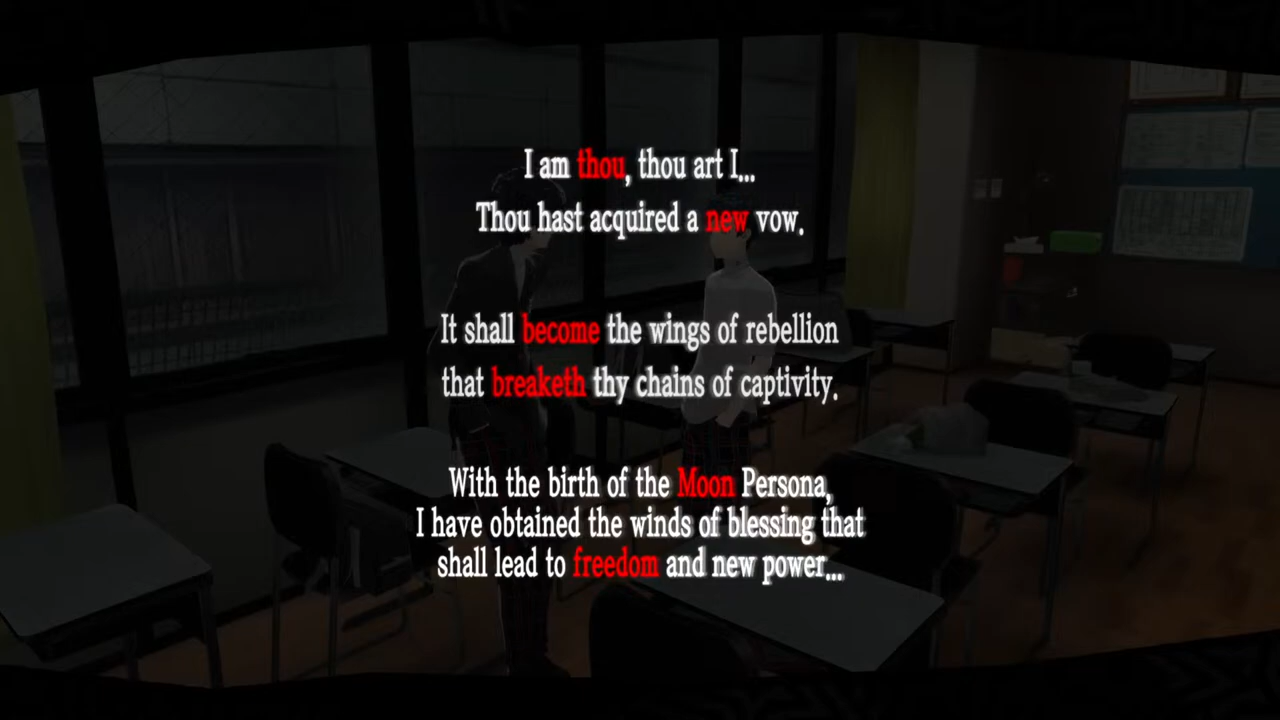 I am thou, thou art I...
Thou hast acquired a new vow.
It shall become the wings of rebellion
that breaketh thy chains of captivity.
With the birth of the Moon Persona,
I have obtained the winds of blessing that
shall lead to freedom and new power...